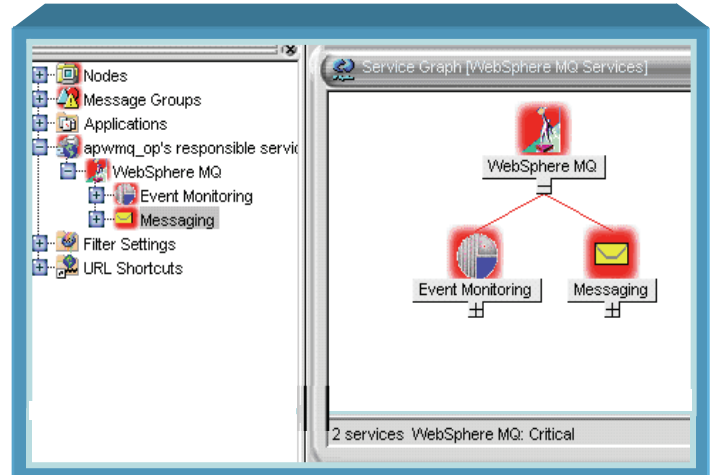 Nodes
Message Groups
Applications
apwmq_op's responsible servic
WebSphere MQ
Event Monitoring
Messaging
Filter Settings
URL Shortcuts
Service Graph [WebSphere MQ Services]
WebSphere MQ
Event Monitoring
Messaging
2 services WebSphere MQ: Critical